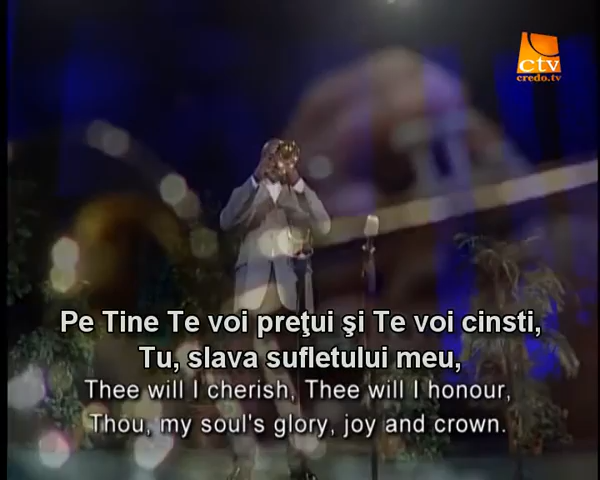 ctv
credo.tv
Pe Tine Te voi preţui şi Te voi cinsti,
Tu, slava sufletului meu,
Thee will I cherish, Thee will I honour,
Thou, my soul's glory, joy and crown.